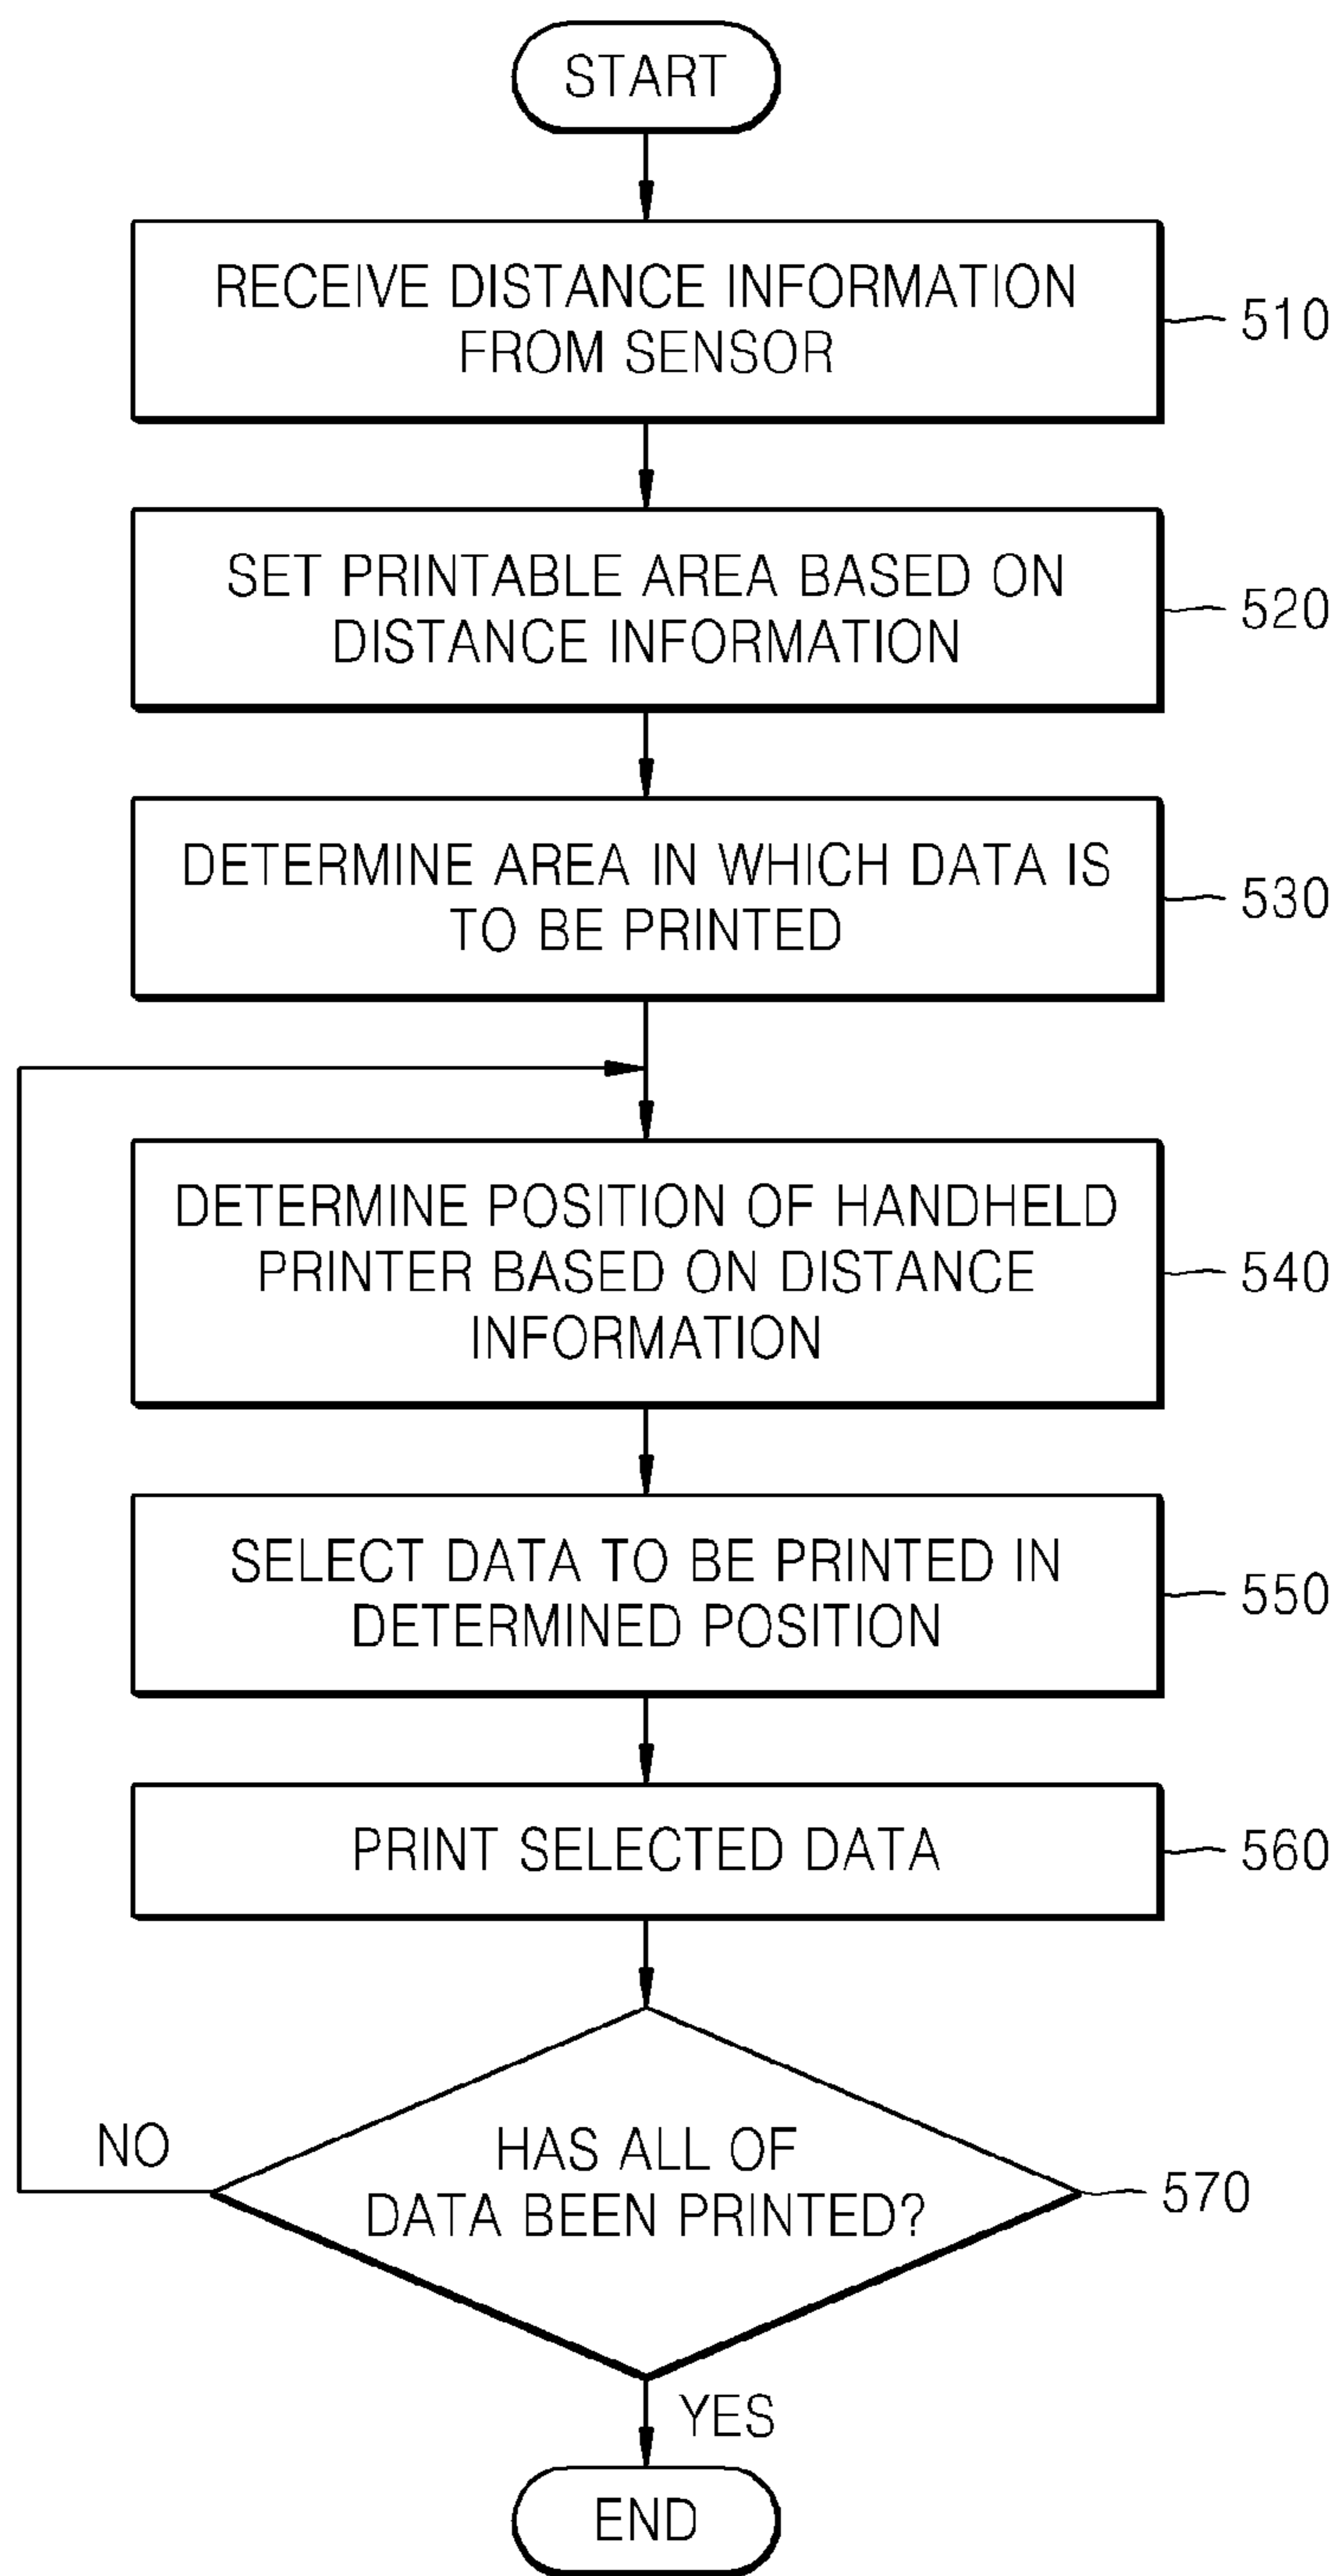 START
RECEIVE DISTANCE INFORMATION
FROM SENSOR
510
SET PRINTABLE AREA BASED ON
DISTANCE INFORMATION
520
DETERMINE AREA IN WHICH DATA IS
TO BE PRINTED
530
DETERMINE POSITION OF HANDHELD
PRINTER BASED ON DISTANCE
INFORMATION
540
SELECT DATA TO BE PRINTED IN
DETERMINED POSITION
550
PRINT SELECTED DATA
560
NO
HAS ALL OF
DATA BEEN PRINTED?
570
YES
END